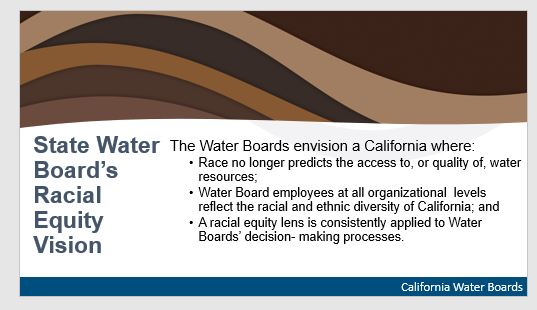 State Water
Board's
Racial
Equity
Vision
The Water Boards envision a California where:
• Race no longer predicts the access to, or quality of, water
resources;
• Water Board employees at all organizational levels
reflect the racial and ethnic diversity of California; and
• A racial equity lens is consistently applied to Water
Boards' decision- making processes.
California Water Boards